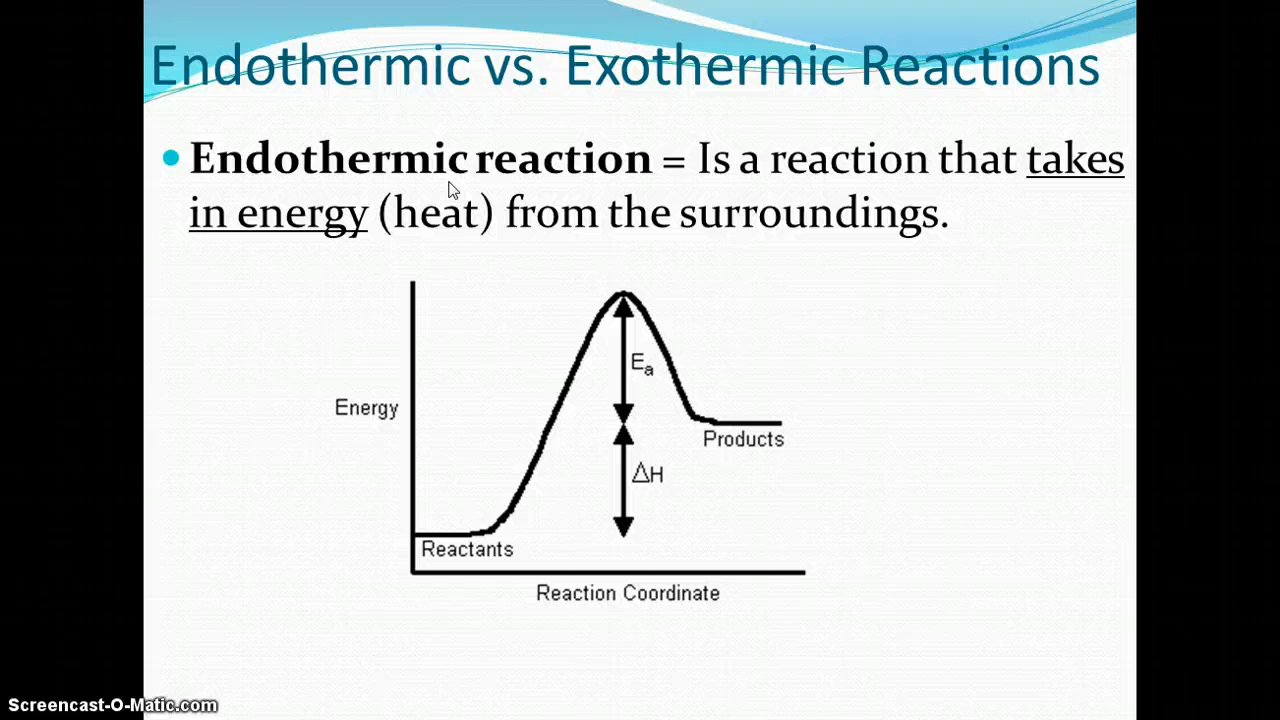 Endothermic vs. Exothermic Reactions
• Endothermic reaction = Is a reaction that takes
in energy (heat) from the surroundings.
Ea
Energy
Products
ΔH
Reactants
Reaction Coordinate
Screencast-O-Matic.com